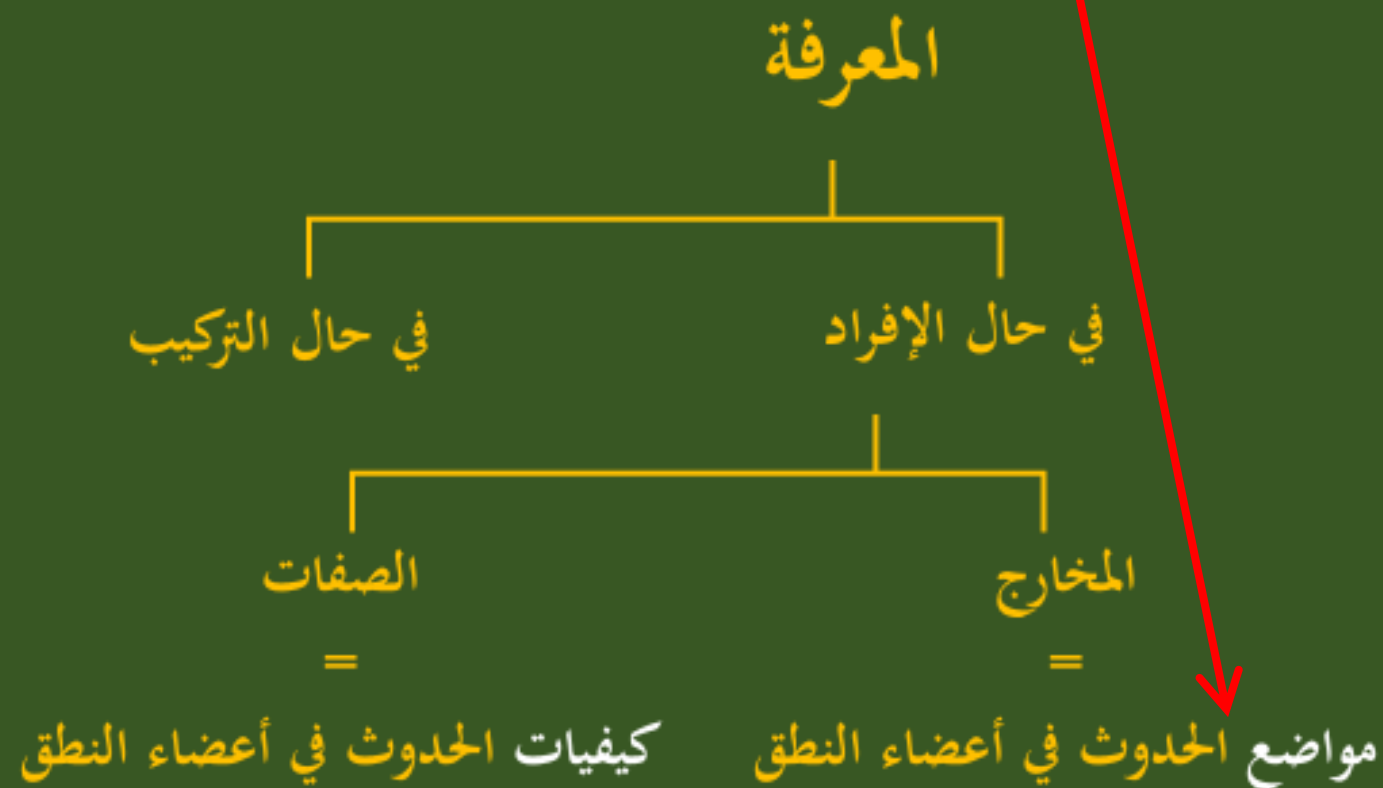 المعرفة
في حال الإفراد
في حال التركيب
المخارج
الصفات
=
=
مواضع الحدوث في أعضاء النطق
كيفيات الحدوث في أعضاء النطق